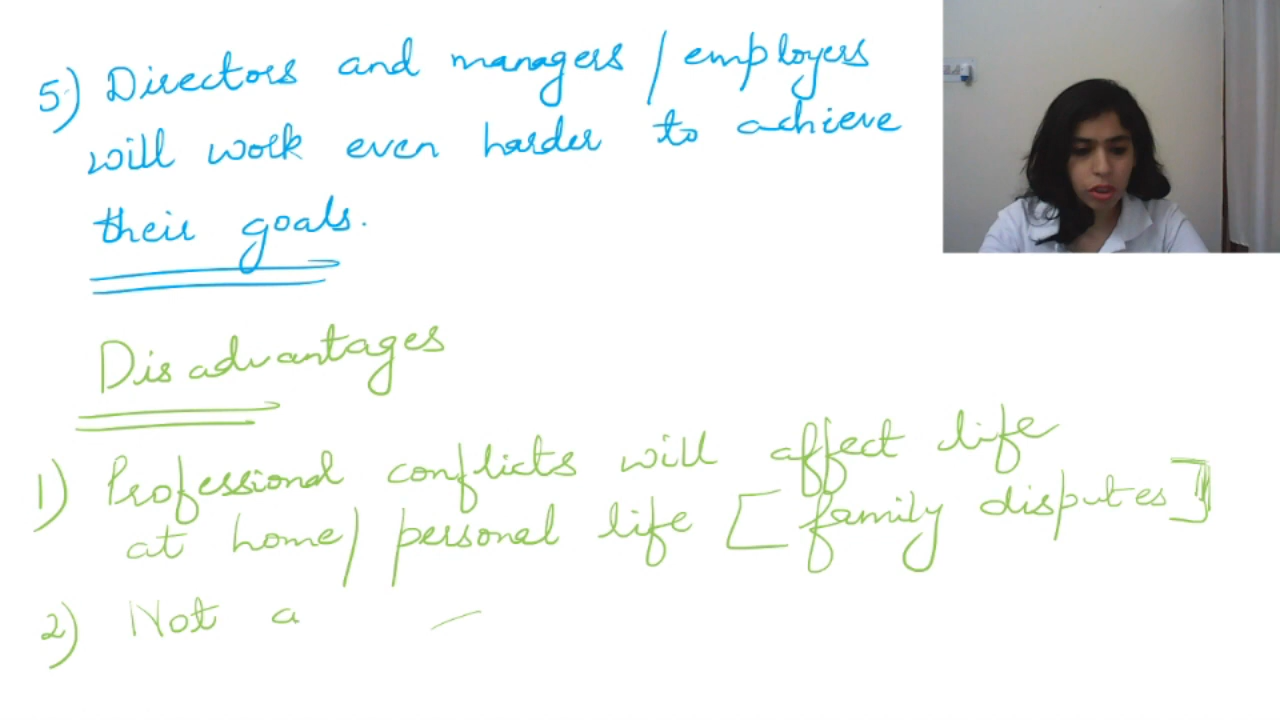 5) Directors and managers / employers
will work even harder to achieve
their goals.
Disadvantages
1) Professional conflicts will affect life
at home / personal life [family disputes]
2) Not a